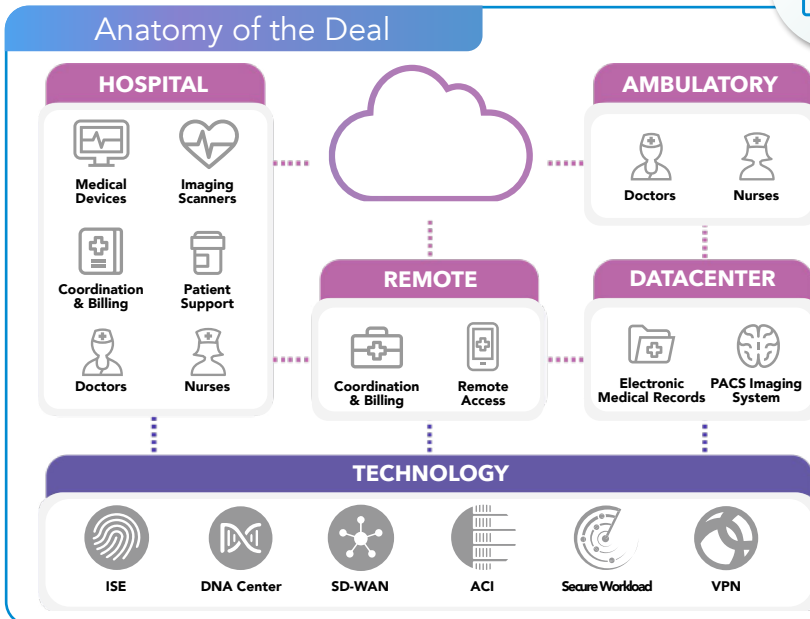 Anatomy of the Deal
HOSPITAL
Medical
Devices
Imaging
Scanners
Coordination
& Billing
Patient
Support
Doctors
Nurses
AMBULATORY
Doctors
Nurses
REMOTE
Coordination
& Billing
Remote
Access
DATACENTER
Electronic
Medical Records
PACS Imaging
System
TECHNOLOGY
ISE
DNA Center
SD-WAN
ACI
Secure Workload
VPN